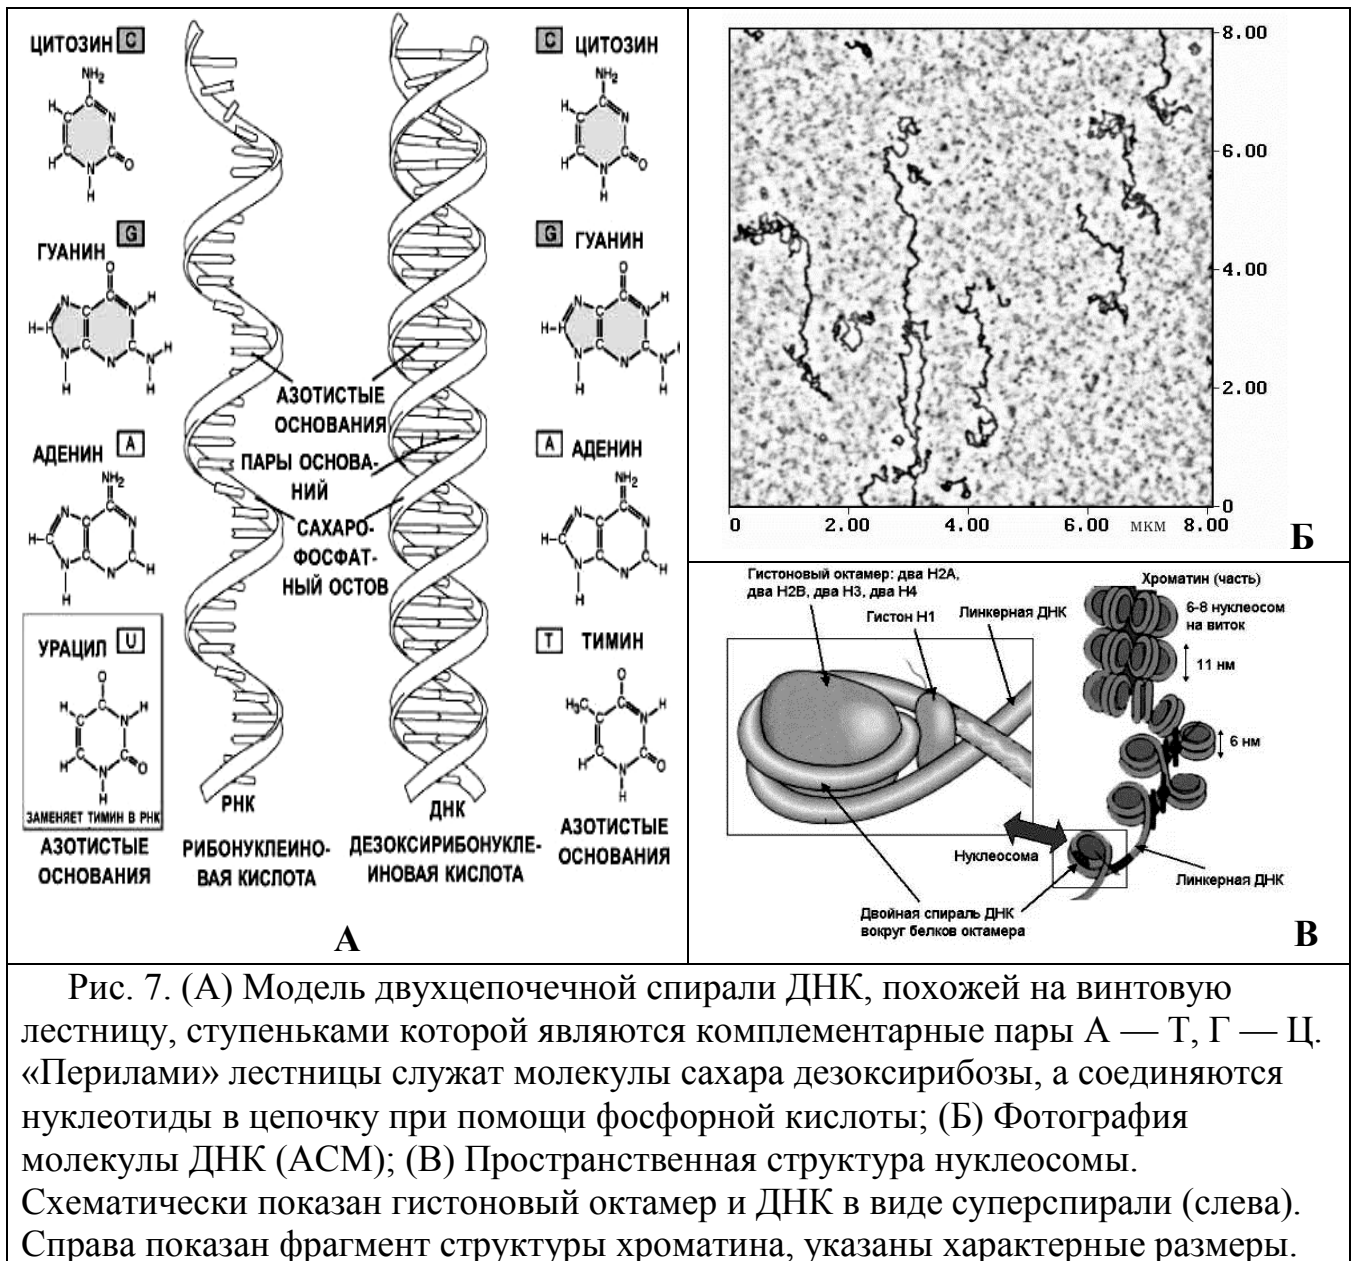 ЦИТОЗИН C
NH₂
H
C
C
N
C
C
H
N
O
H
ГУАНИН G
O
N
C
C
N
H
H
H
C
C
N
N
N
H
H
H
АДЕНИН A
NH₂
N
C
C
N
H
C
C
C
N
N
H
H
УРАЦИЛ U
O
H
C
C
N
H
C
C
H
N
O
H
ЗАМЕНЯЕТ ТИМИН В РНК
АЗОТИСТЫЕ
ОСНОВАНИЯ
АЗОТИСТЫЕ
ОСНОВАНИЯ
ПАРЫ ОСНОВА-
НИЙ
САХАРО-
ФОСФАТ-
НЫЙ ОСТОВ
РНК
РИБОНУКЛЕИНО-
ВАЯ КИСЛОТА
ДНК
ДЕЗОКСИРИБОНУКЛЕ-
ИНОВАЯ КИСЛОТА
C ЦИТОЗИН
NH₂
H
C
C
N
C
C
H
N
O
H
G ГУАНИН
O
N
C
C
N
H
H
H
C
C
N
N
N
H
H
H
A АДЕНИН
NH₂
N
C
C
N
H
C
C
C
N
N
H
H
T ТИМИН
O
H₃C
C
C
N
H
C
C
H
N
O
H
АЗОТИСТЫЕ
ОСНОВАНИЯ
А
8.00
6.00
4.00
2.00
0
0 2.00 4.00 6.00 мкм 8.00
Б
Гистоновый октамер: два H2A,
два H2B, два H3, два H4
Гистон H1
Линкерная ДНК
Хроматин (часть)
6-8 нуклеосом
на виток
11 нм
6 нм
Нуклеосома
Линкерная ДНК
Двойная спираль ДНК
вокруг белков октамера
В
Рис. 7. (А) Модель двухцепочечной спирали ДНК, похожей на винтовую
лестницу, ступеньками которой являются комплементарные пары А — Т, Г — Ц.
«Перилами» лестницы служат молекулы сахара дезоксирибозы, а соединяются
нуклеотиды в цепочку при помощи фосфорной кислоты; (Б) Фотография
молекулы ДНК (АСМ); (В) Пространственная структура нуклеосомы.
Схематически показан гистоновый октамер и ДНК в виде суперспирали (слева).
Справа показан фрагмент структуры хроматина, указаны характерные размеры.